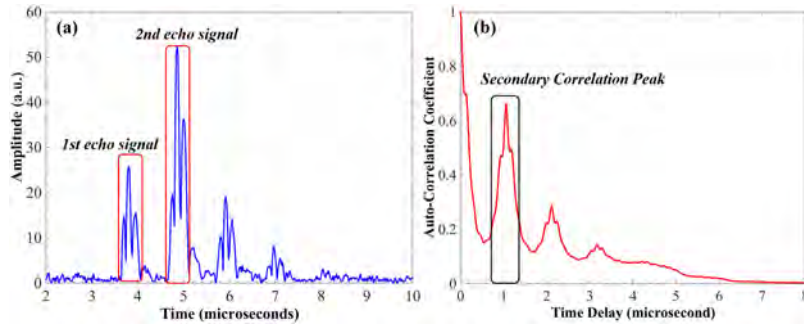 (a)
2nd echo signal
1st echo signal
Amplitude (a.u.)
60
50
40
30
20
10
0
2 3 4 5 6 7 8 9 10
Time (microseconds)
(b)
Secondary Correlation Peak
Auto-Correlation Coefficient
1
0.8
0.6
0.4
0.2
0
0 1 2 3 4 5 6 7
Time Delay (microsecond)